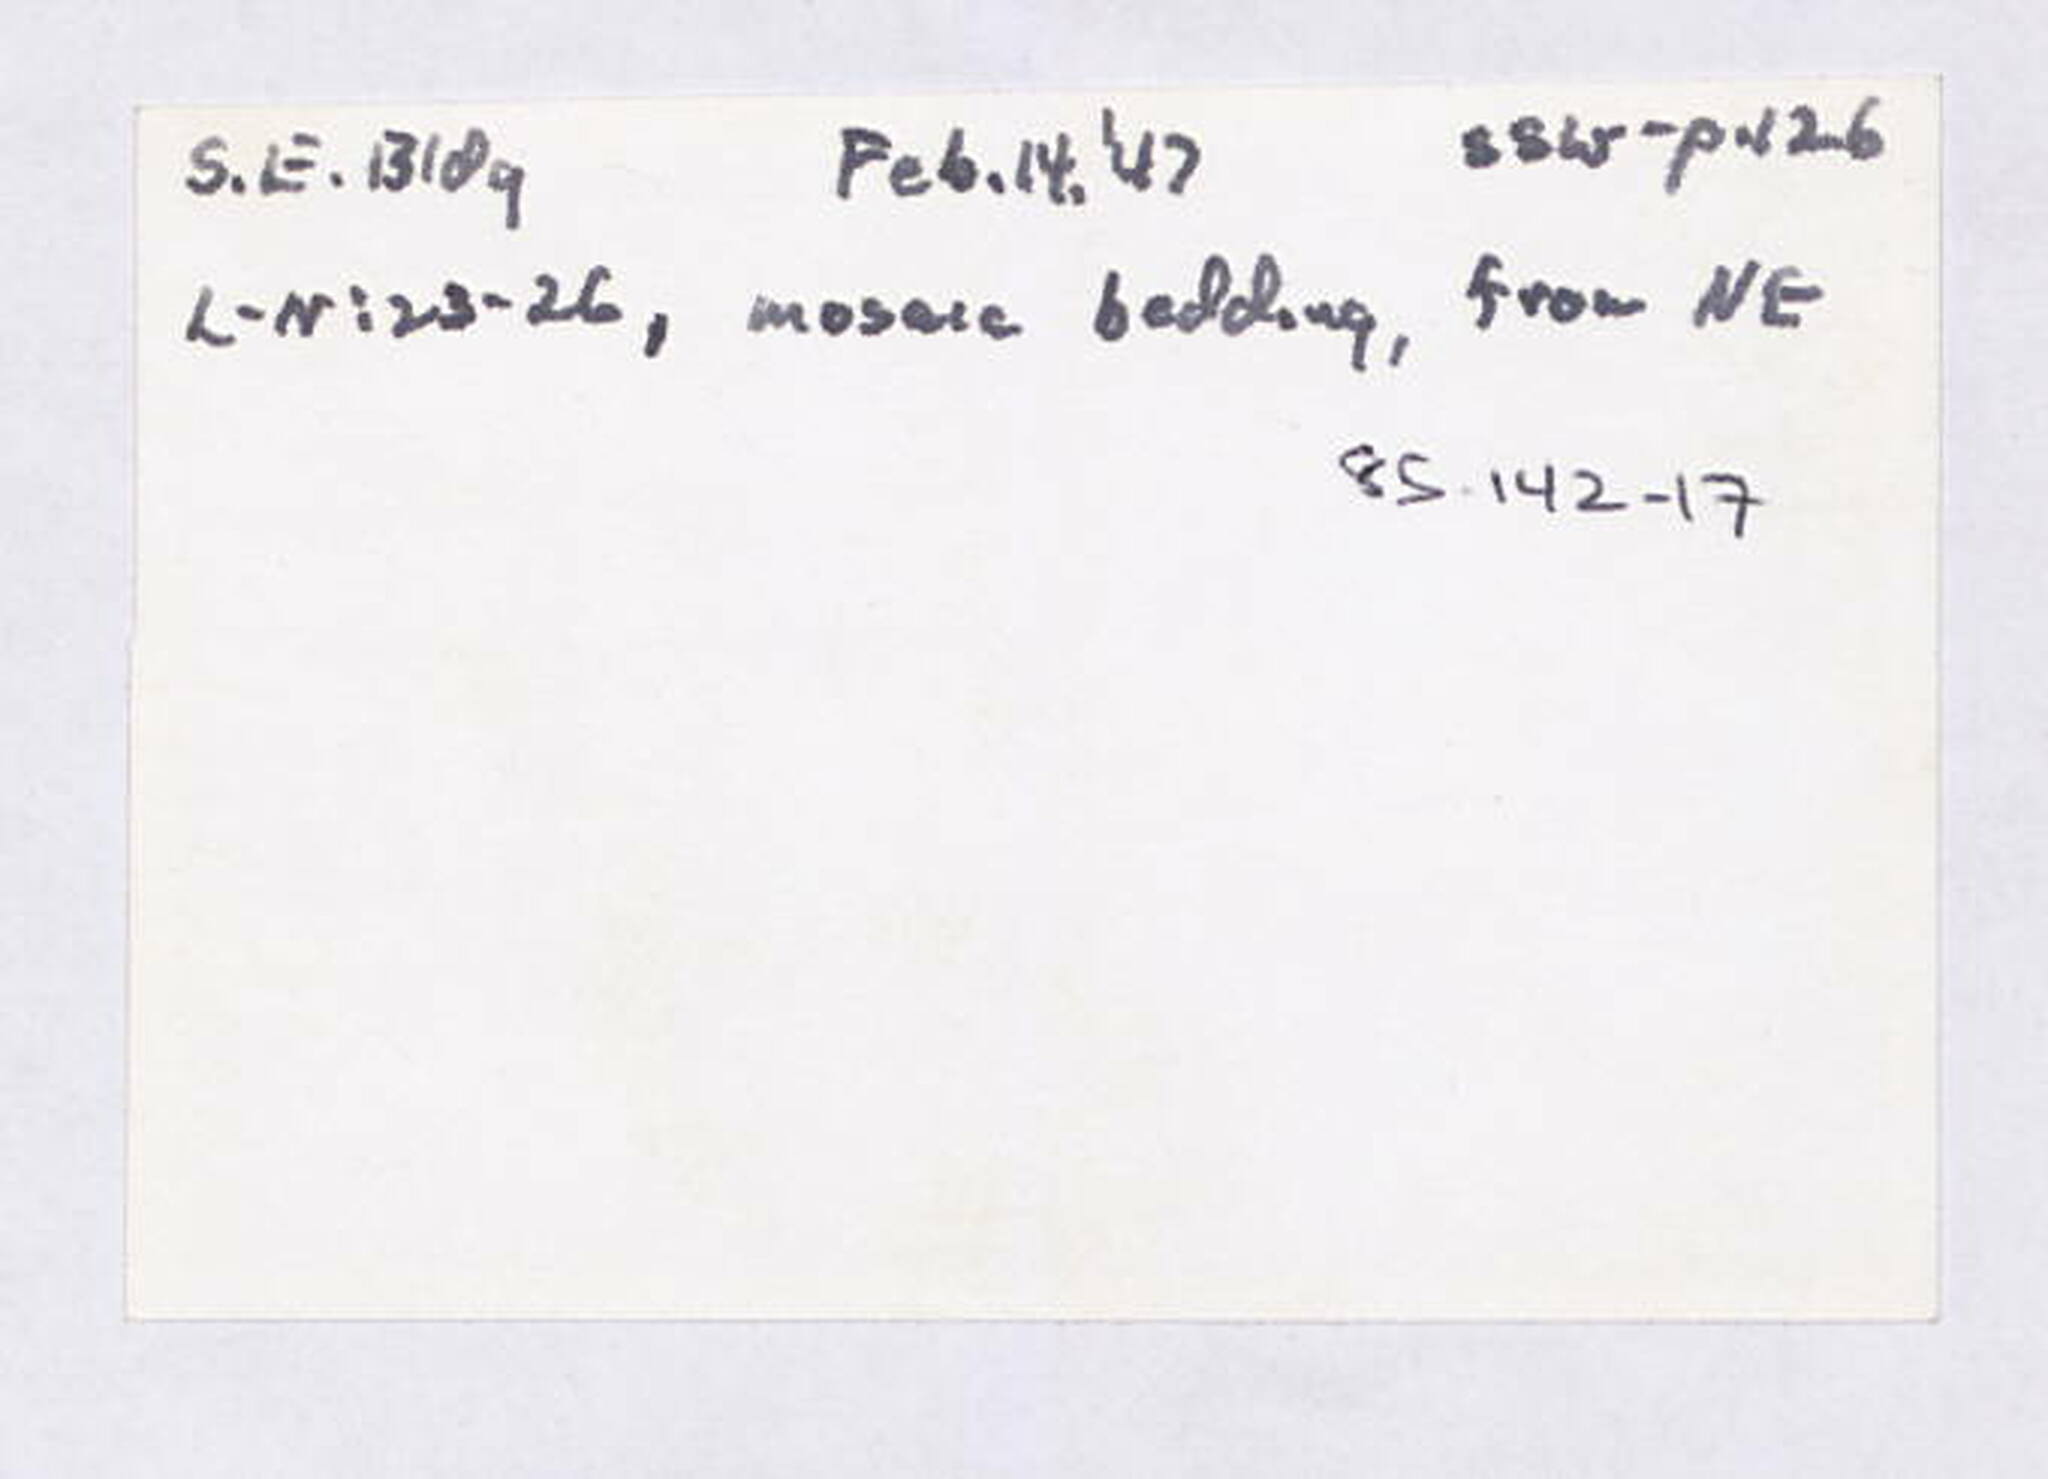 S.E. Bldg Feb. 14, '47 SSW-p.126
L-N:23-26, mosaic bedding, from NE
85.142-17